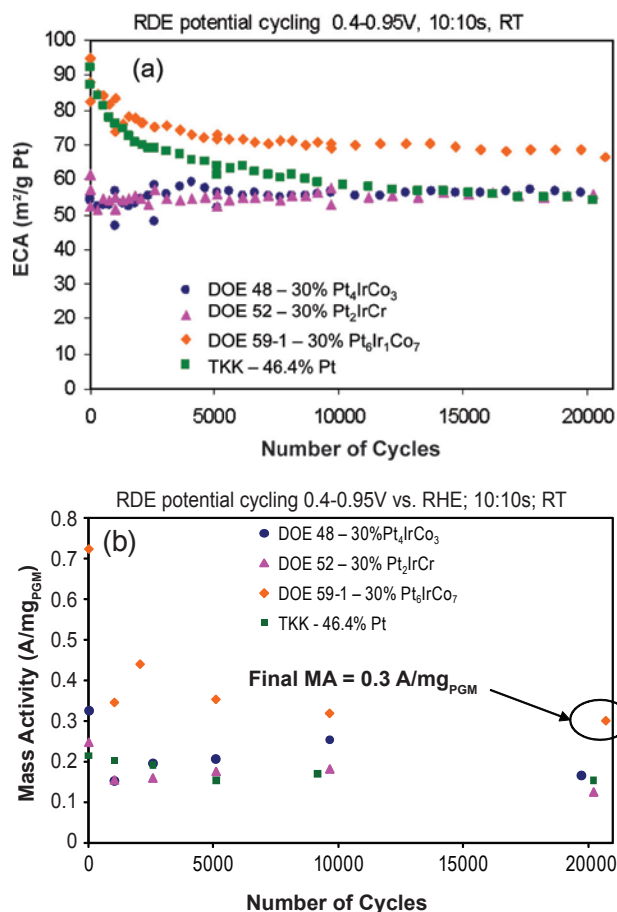 RDE potential cycling 0.4-0.95V, 10:10s, RT
(a)
ECA (m²/g Pt)
100
90
80
70
60
50
40
30
20
10
0
DOE 48 – 30% Pt₄IrCo₃
DOE 52 – 30% Pt₂IrCr
DOE 59-1 – 30% Pt₆Ir₁Co₇
TKK – 46.4% Pt
0 5000 10000 15000 20000
Number of Cycles
RDE potential cycling 0.4-0.95V vs. RHE; 10:10s; RT
(b)
Mass Activity (A/mg_PGM)
0.8
0.7
0.6
0.5
0.4
0.3
0.2
0.1
0
DOE 48 – 30%Pt₄IrCo₃
DOE 52 – 30% Pt₂IrCr
DOE 59-1 – 30% Pt₆IrCo₇
TKK - 46.4% Pt
Final MA = 0.3 A/mg_PGM
0 5000 10000 15000 20000
Number of Cycles